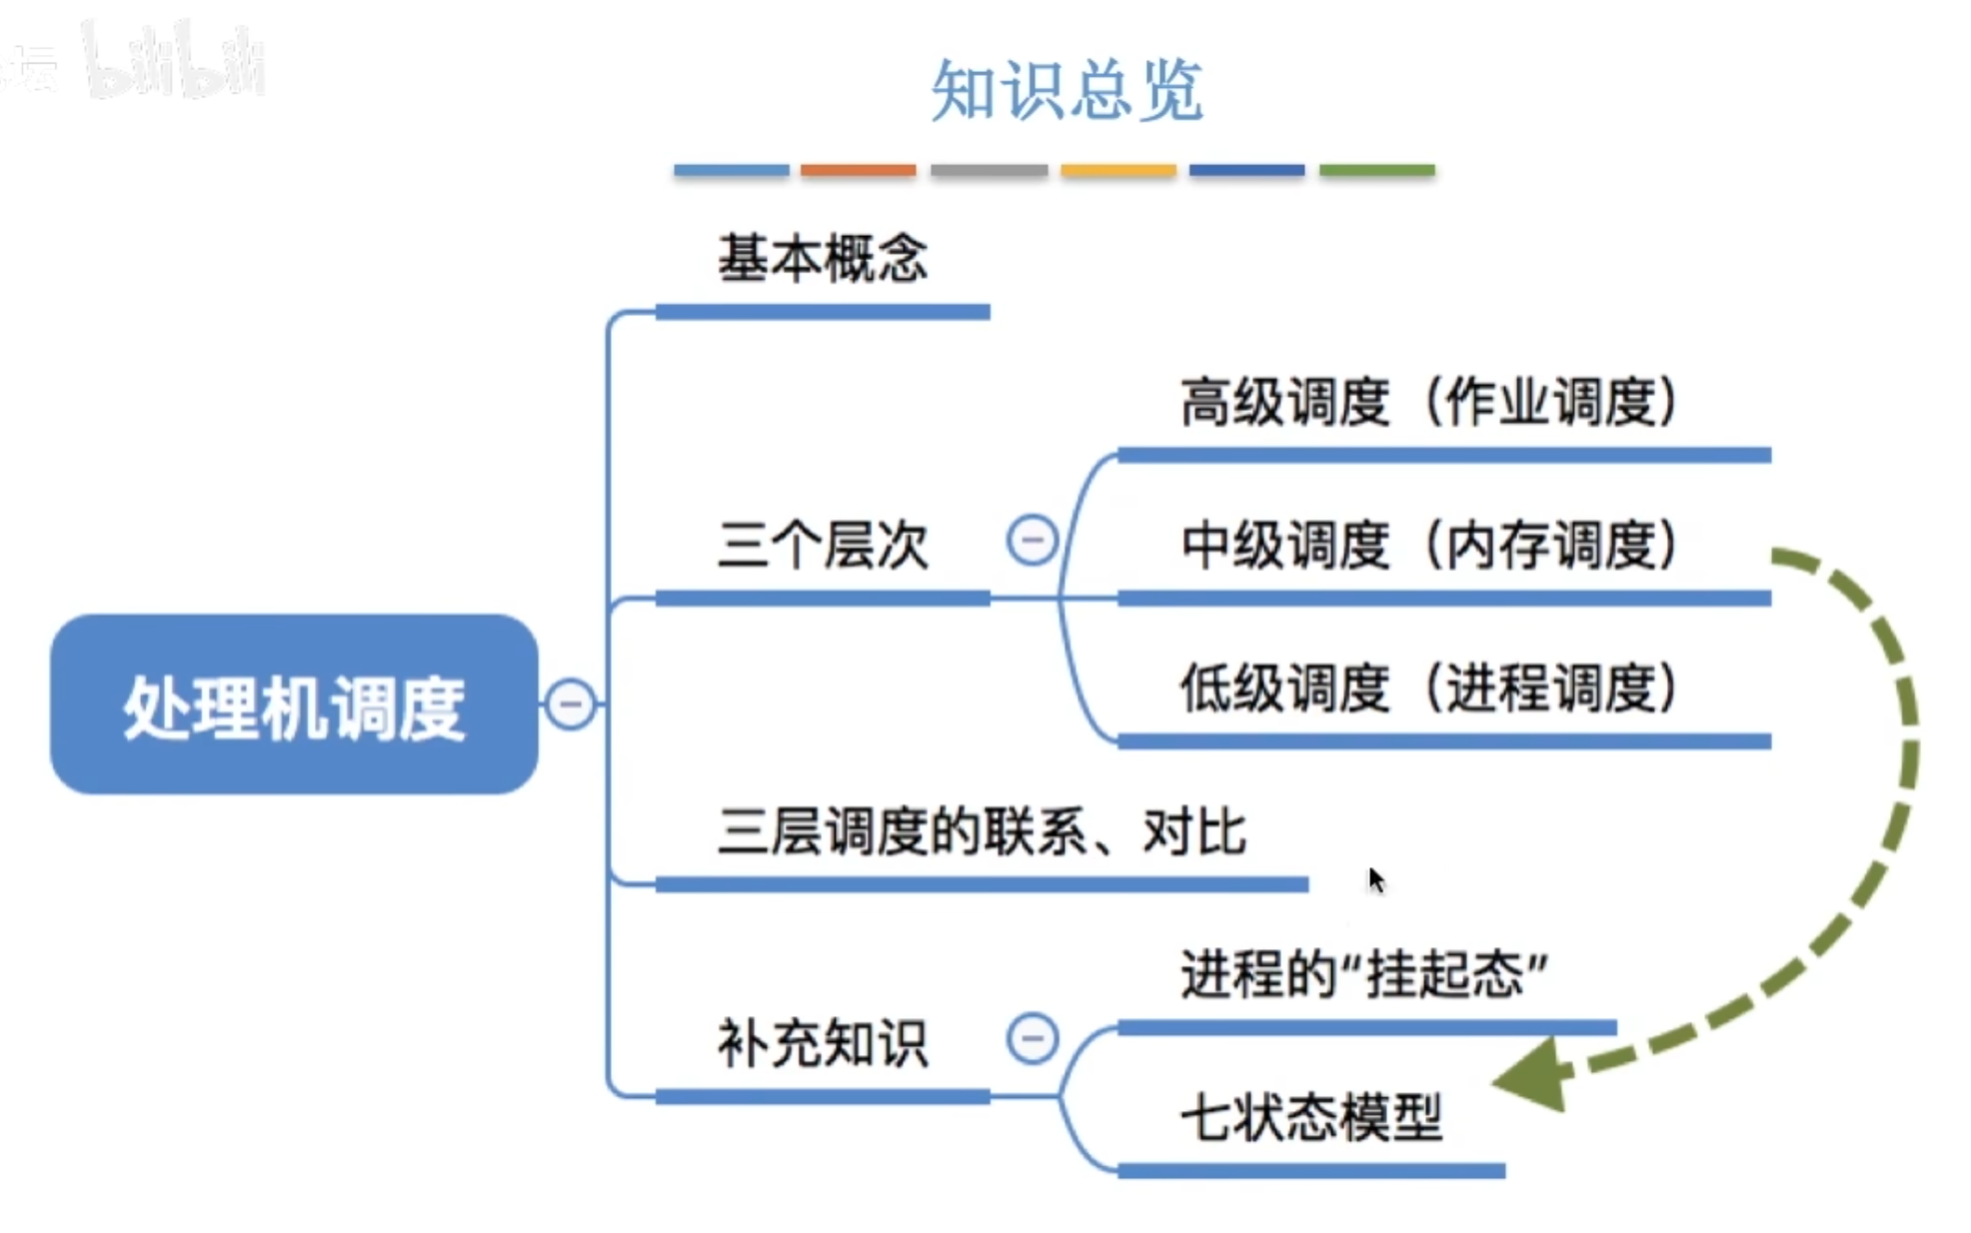 坛 bilibili
知识总览
基本概念
高级调度（作业调度）
三个层次
中级调度（内存调度）
处理机调度
低级调度（进程调度）
三层调度的联系、对比
进程的“挂起态”
补充知识
七状态模型